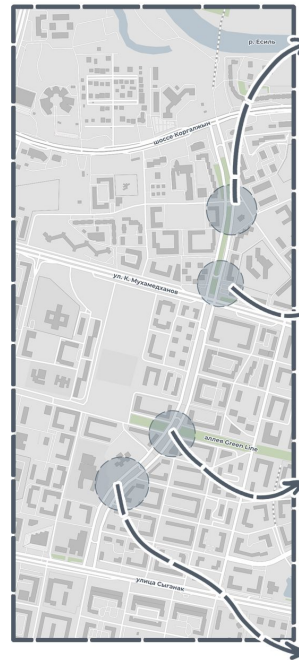 р. Есиль
шоссе Коргалжын
ул. К. Мухамедханов
аллея Green Line
улица Сыганак